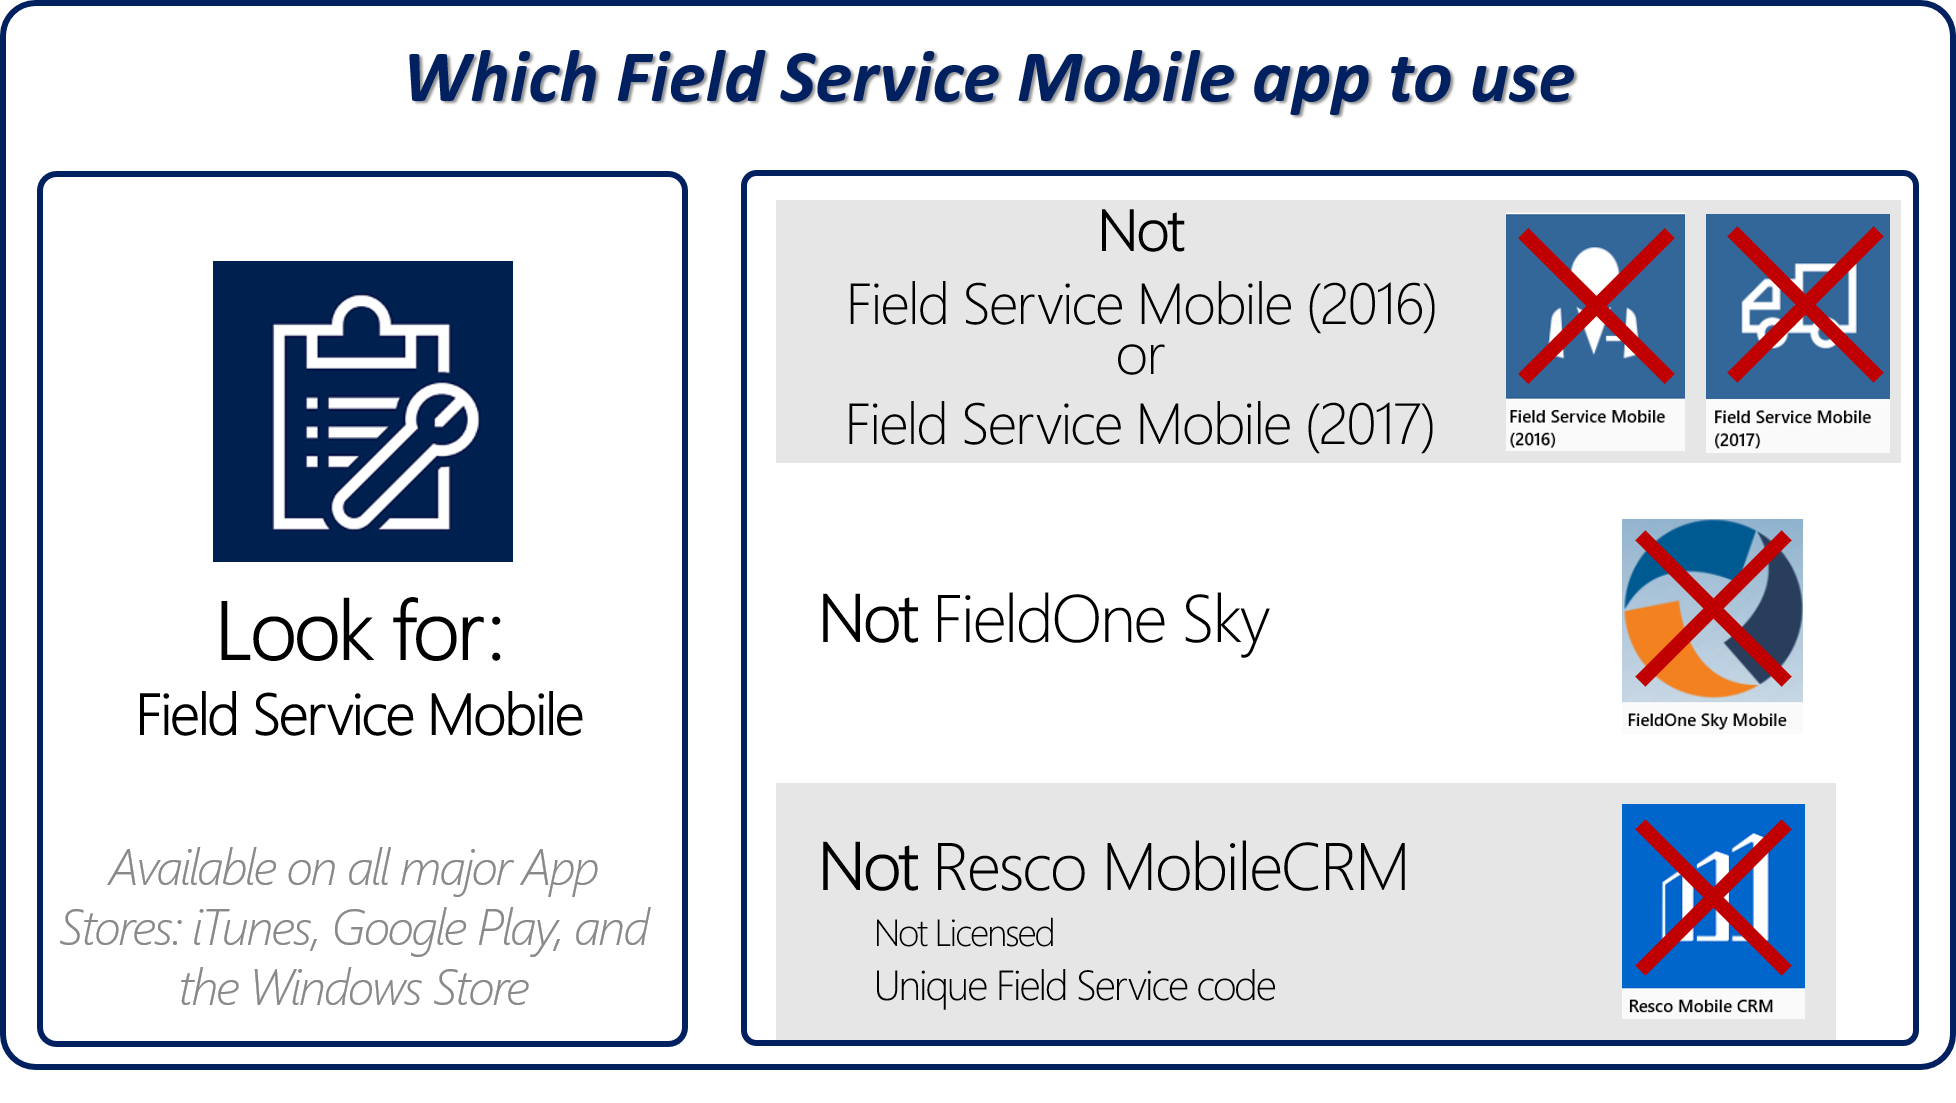 Which Field Service Mobile app to use
Look for:
Field Service Mobile
Available on all major App
Stores: iTunes, Google Play, and
the Windows Store
Not
Field Service Mobile (2016)
or
Field Service Mobile (2017)
Field Service Mobile
(2016)
Field Service Mobile
(2017)
Not FieldOne Sky
FieldOne Sky Mobile
Not Resco MobileCRM
Not Licensed
Unique Field Service code
Resco Mobile CRM